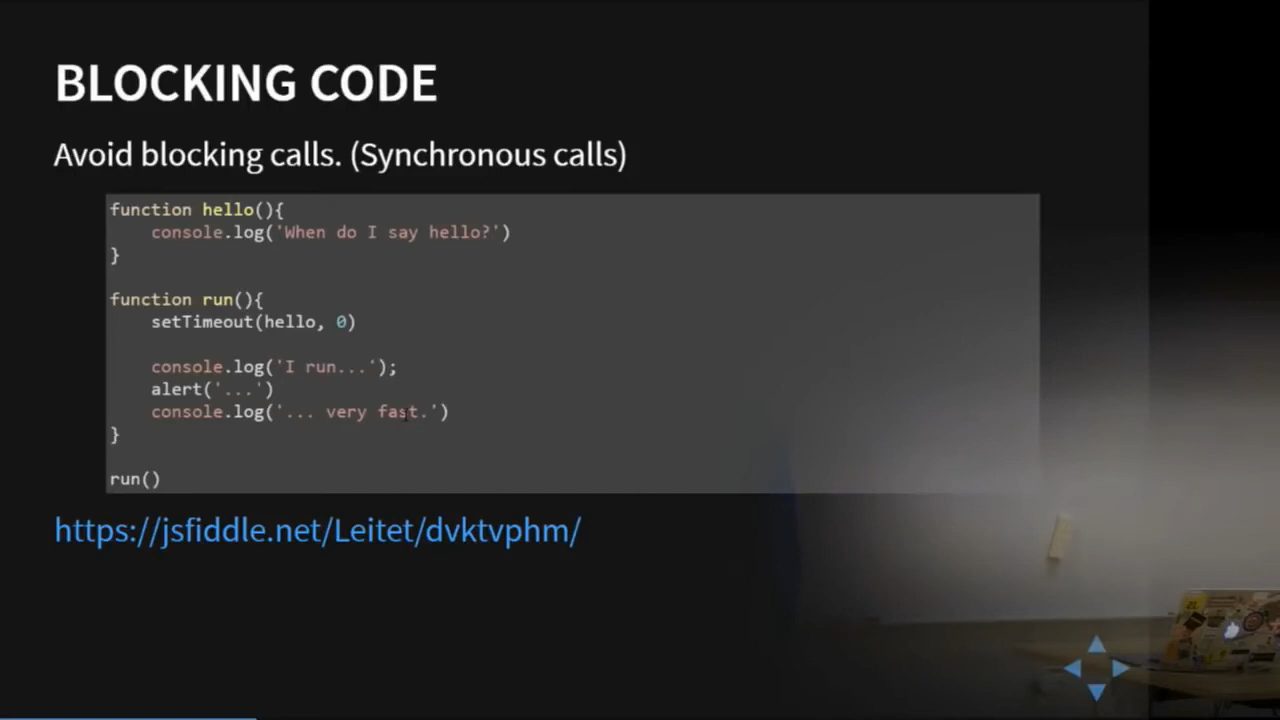 BLOCKING CODE
Avoid blocking calls. (Synchronous calls)
function hello(){
    console.log('When do I say hello?')
}
function run(){
    setTimeout(hello, 0)
    console.log('I run...');
    alert('...')
    console.log('... very fast.')
}
run()
https://jsfiddle.net/Leitet/dvktvphm/